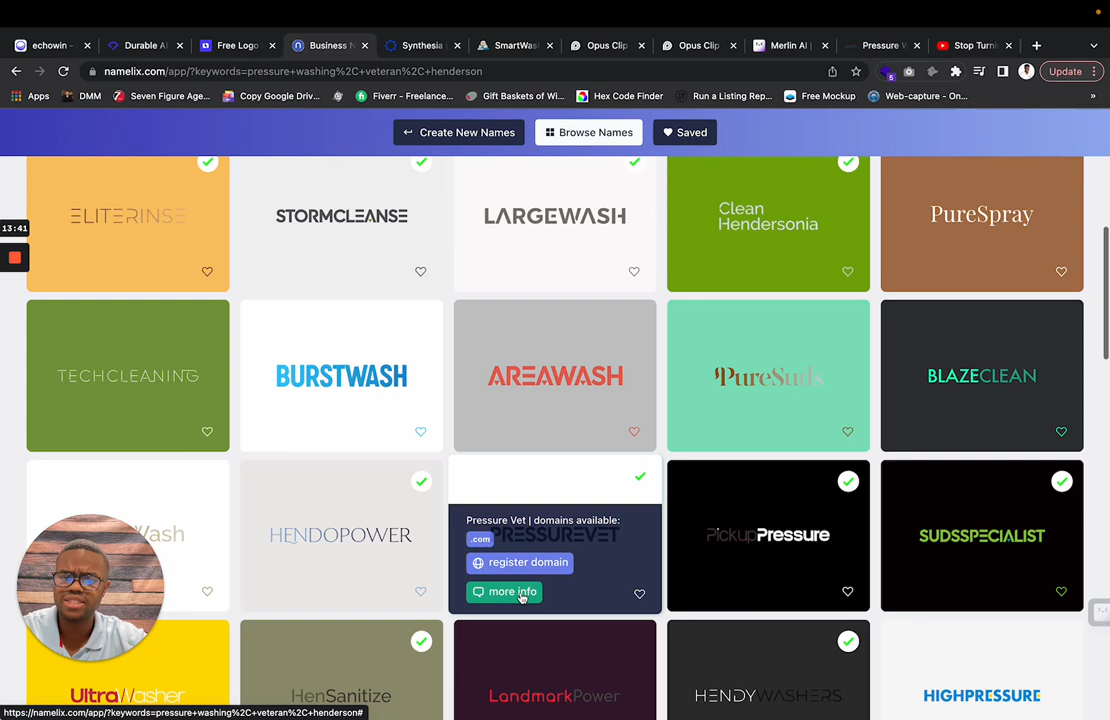 echowin -
Durable AI
Free Logo
Business N
Synthesia
SmartWas
Opus Clip
Opus Clip
Merlin AI |
Pressure W
Stop Turni
namelix.com/app/?keywords=pressure+washing%2C+veteran%2C+henderson
5
Update
Apps
DMM
Seven Figure Age...
Copy Google Driv...
Fiverr - Freelance...
Gift Baskets of Wi...
Hex Code Finder
Run a Listing Rep...
Free Mockup
Web-capture - On...
»
Create New Names
Browse Names
Saved
13:41
ELITERINSE
STORMCLEANSE
LARGEWASH
Clean
Hendersonia
PureSpray
TECHCLEANING
BURSTWASH
AREAWASH
PureSuds
BLAZECLEAN
HENDOPOWER
Pressure Vet | domains available:
.com
PRESSUREVET
register domain
more info
PickupPressure
SUDSSPECIALIST
UltraWasher
HenSanitize
LandmarkPower
HENDYWASHERS
HIGHPRESSURE
https://namelix.com/app/?keywords=pressure+washing%2C+veteran%2C+henderson#